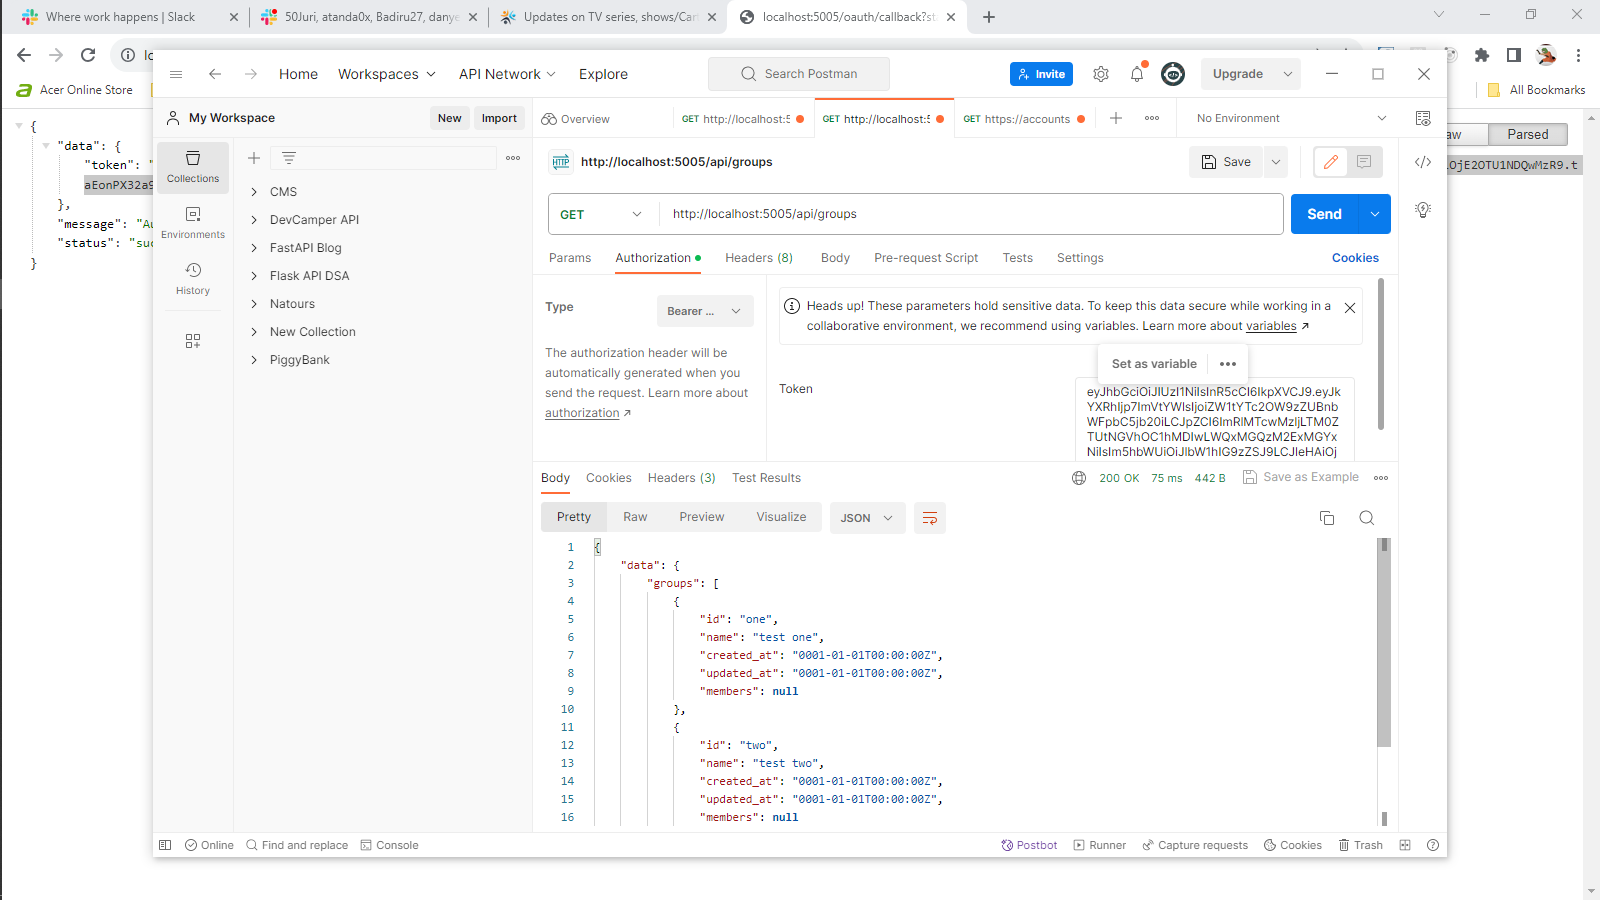 Where work happens | Slack
50Juri, atanda0x, Badiru27, danye
Updates on TV series, shows/Car
localhost:5005/oauth/callback?st
Acer Online Store
All Bookmarks
Home
Workspaces
API Network
Explore
Search Postman
Invite
Upgrade
My Workspace
New
Import
Overview
GET http://localhost:5
GET http://localhost:5
GET https://accounts
No Environment
Collections
Environments
History
CMS
DevCamper API
FastAPI Blog
Flask API DSA
Natours
New Collection
PiggyBank
HTTP
http://localhost:5005/api/groups
Save
GET
http://localhost:5005/api/groups
Send
Params
Authorization
Headers (8)
Body
Pre-request Script
Tests
Settings
Cookies
Type
Bearer ...
The authorization header will be
automatically generated when you
send the request. Learn more about
authorization ↗
Heads up! These parameters hold sensitive data. To keep this data secure while working in a
collaborative environment, we recommend using variables. Learn more about variables ↗
Set as variable
Token
eyJhbGciOiJIUzI1NiIsInR5cCI6IkpXVCJ9.eyJk
Body
Cookies
Headers (3)
Test Results
200 OK
75 ms
442 B
Save as Example
Pretty
Raw
Preview
Visualize
JSON
1 {
2 "data": {
3 "groups": [
4 {
5 "id": "one",
6 "name": "test one",
7 "created_at": "0001-01-01T00:00:00Z",
8 "updated_at": "0001-01-01T00:00:00Z",
9 "members": null
10 },
11 {
12 "id": "two",
13 "name": "test two",
14 "created_at": "0001-01-01T00:00:00Z",
15 "updated_at": "0001-01-01T00:00:00Z",
16 "members": null
Online
Find and replace
Console
Postbot
Runner
Capture requests
Cookies
Trash
{
"data": {
"token": "
aEonPX32a9
},
"message": "Au
"status": "suc
}
aw
Parsed